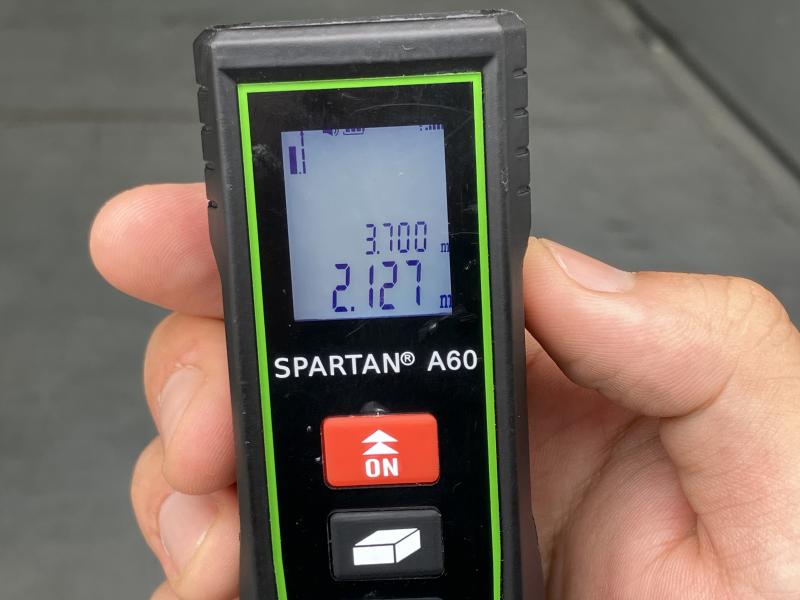 3.700 m
2.127 m
SPARTAN® A60
ON